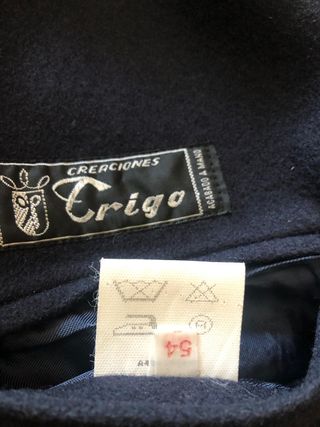 CREACIONES
Trigo
ACABADO A MANO
54